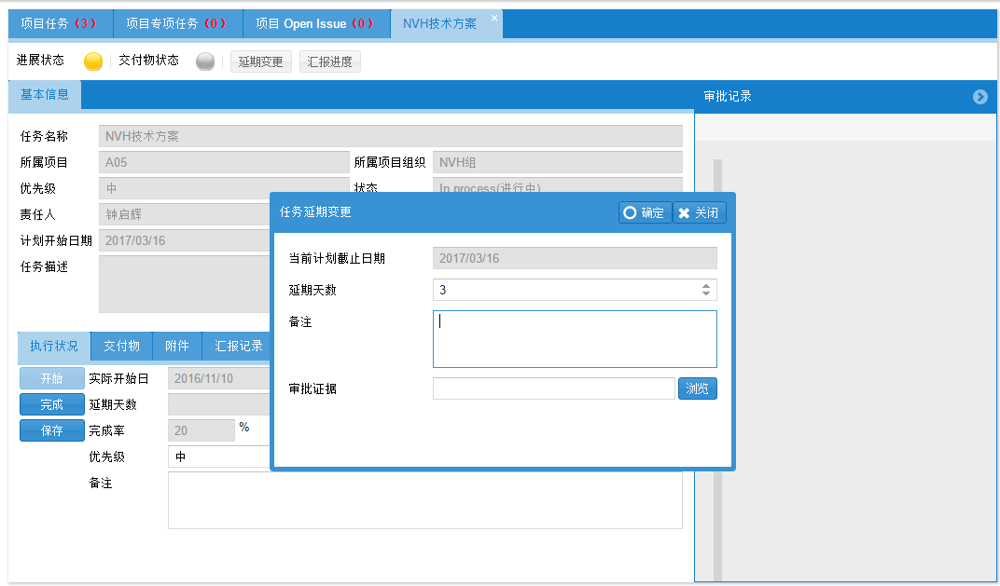 项目任务（3） 项目专项任务（0） 项目 Open Issue（0） NVH技术方案 ×
进展状态 交付物状态 延期变更 汇报进度
基本信息 审批记录
任务名称 NVH技术方案
所属项目 A05 所属项目组织 NVH组
优先级 中 状态 In process(进行中)
责任人 钟启辉
计划开始日期 2017/03/16
任务描述
任务延期变更 确定 关闭
当前计划截止日期 2017/03/16
延期天数 3
备注
审批证据 浏览
执行状况 交付物 附件 汇报记录
开始 实际开始日 2016/11/10
完成 延期天数
保存 完成率 20 %
优先级 中
备注